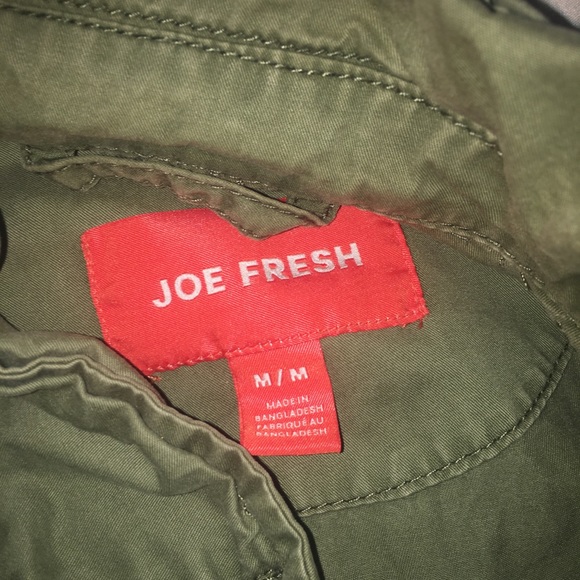 JOE FRESH
M / M
MADE IN
BANGLADESH
FABRIQUÉ AU
BANGLADESH